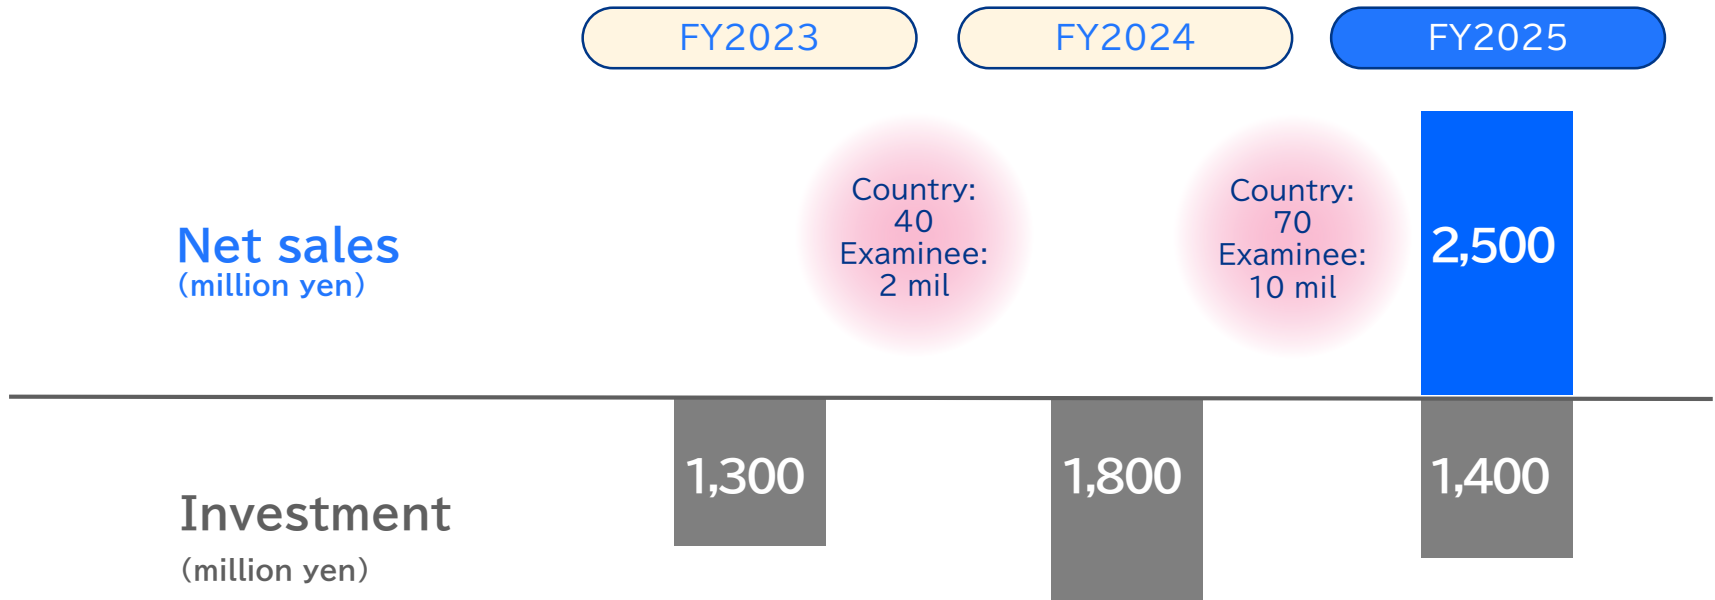 FY2023
FY2024
FY2025
Country:
40
Examinee:
2 mil
Country:
70
Examinee:
10 mil
Net sales
(million yen)
2,500
1,300
1,800
1,400
Investment
(million yen)